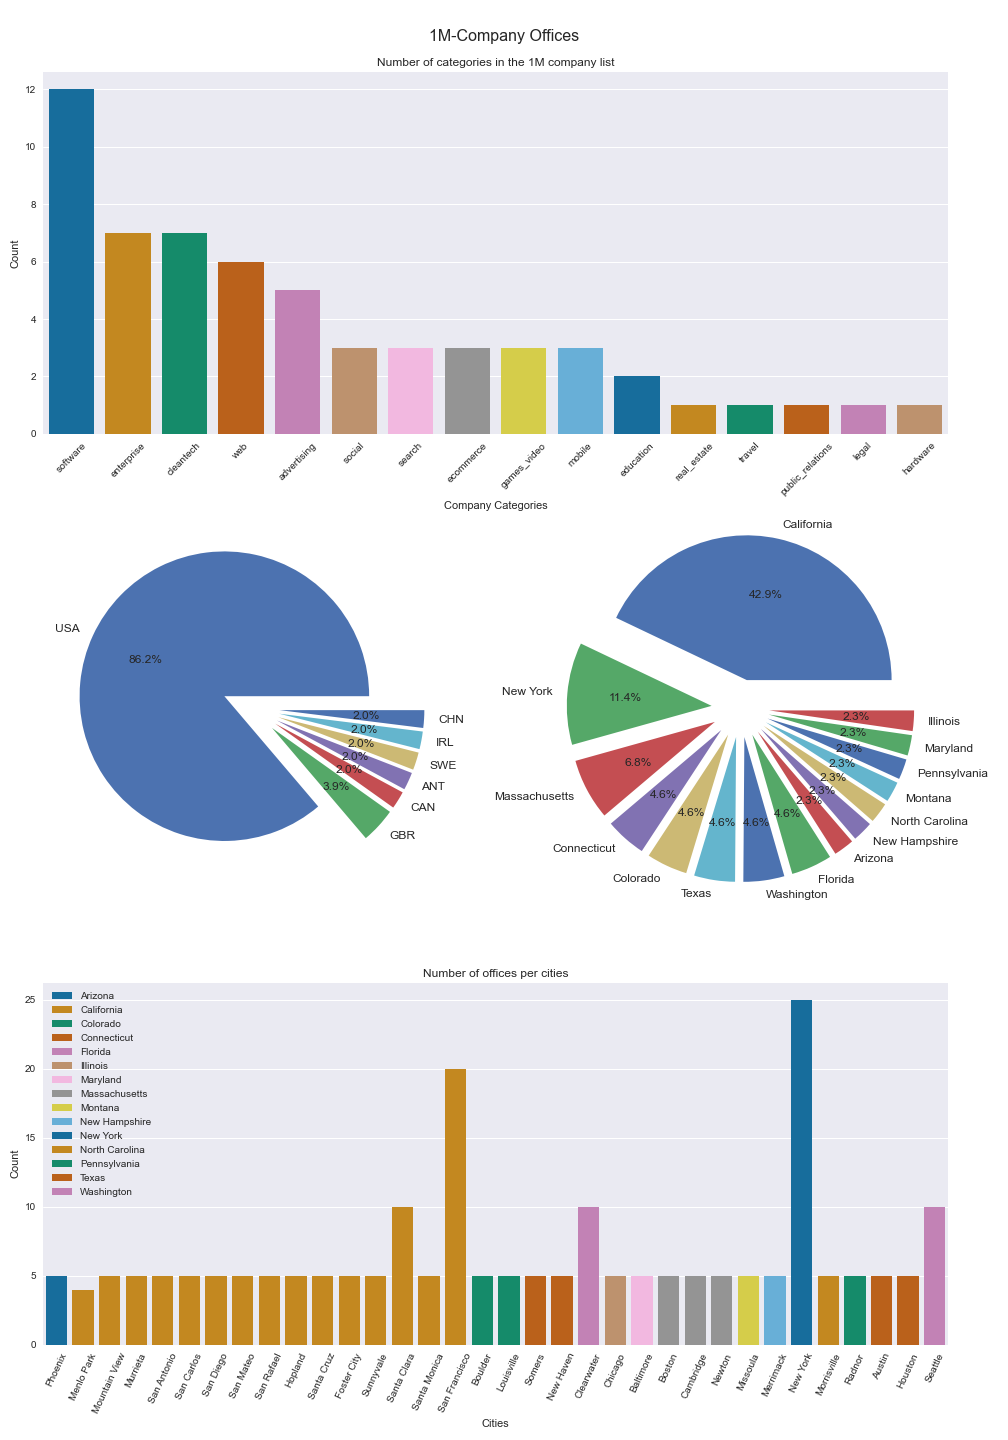 1M-Company Offices
Number of categories in the 1M company list
Count
12
10
8
6
4
2
0
software
enterprise
cleantech
web
advertising
social
search
ecommerce
games_video
mobile
education
real_estate
travel
public_relations
legal
hardware
Company Categories
USA
86.2%
2.0%
CHN
2.0%
IRL
2.0%
SWE
2.0%
ANT
2.0%
CAN
3.9%
GBR
California
42.9%
New York
11.4%
Massachusetts
6.8%
Connecticut
4.6%
Colorado
4.6%
Texas
4.6%
Washington
4.6%
Florida
4.6%
Arizona
2.3%
New Hampshire
2.3%
North Carolina
2.3%
Montana
2.3%
Pennsylvania
2.3%
Maryland
2.3%
Illinois
2.3%
Number of offices per cities
Count
25
20
15
10
5
0
Arizona
California
Colorado
Connecticut
Florida
Illinois
Maryland
Massachusetts
Montana
New Hampshire
New York
North Carolina
Pennsylvania
Texas
Washington
Phoenix
Menlo Park
Mountain View
Murrieta
San Antonio
San Carlos
San Diego
San Mateo
San Rafael
Hopland
Santa Cruz
Foster City
Sunnyvale
Santa Clara
Santa Monica
San Francisco
Boulder
Louisville
Somers
New Haven
Clearwater
Chicago
Baltimore
Boston
Cambridge
Newton
Missoula
Merrimack
New York
Morrisville
Radnor
Austin
Houston
Seattle
Cities